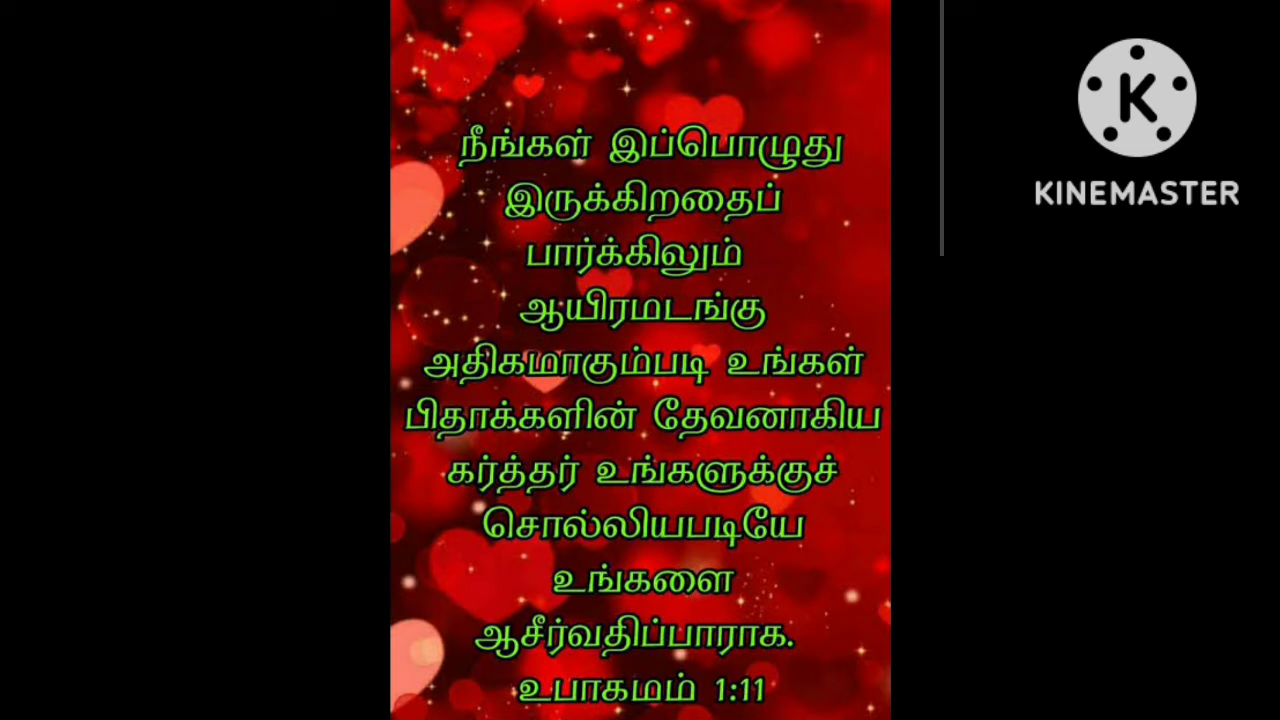 நீங்கள் இப்பொழுது
இருக்கிறதைப்
பார்க்கிலும்
ஆயிரமடங்கு
அதிகமாகும்படி உங்கள்
பிதாக்களின் தேவனாகிய
கர்த்தர் உங்களுக்குச்
சொல்லியபடியே
உங்களை
ஆசீர்வதிப்பாராக.
உபாகமம் 1:11
K
KINEMASTER